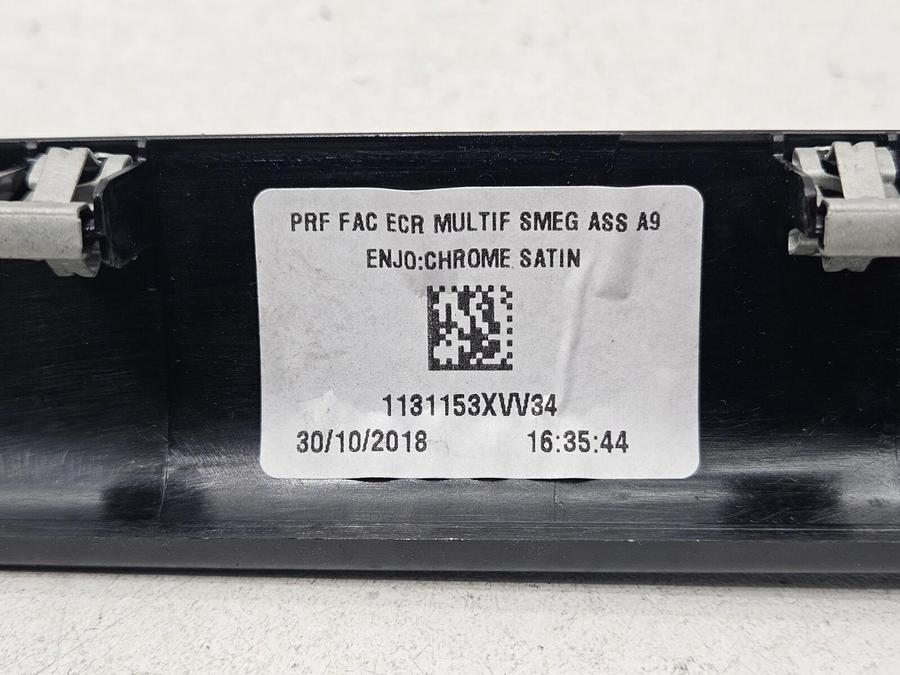 PRF FAC ECR MULTIF SMEG ASS A9
ENJO:CHROME SATIN
1131153XVV34
30/10/2018 16:35:44